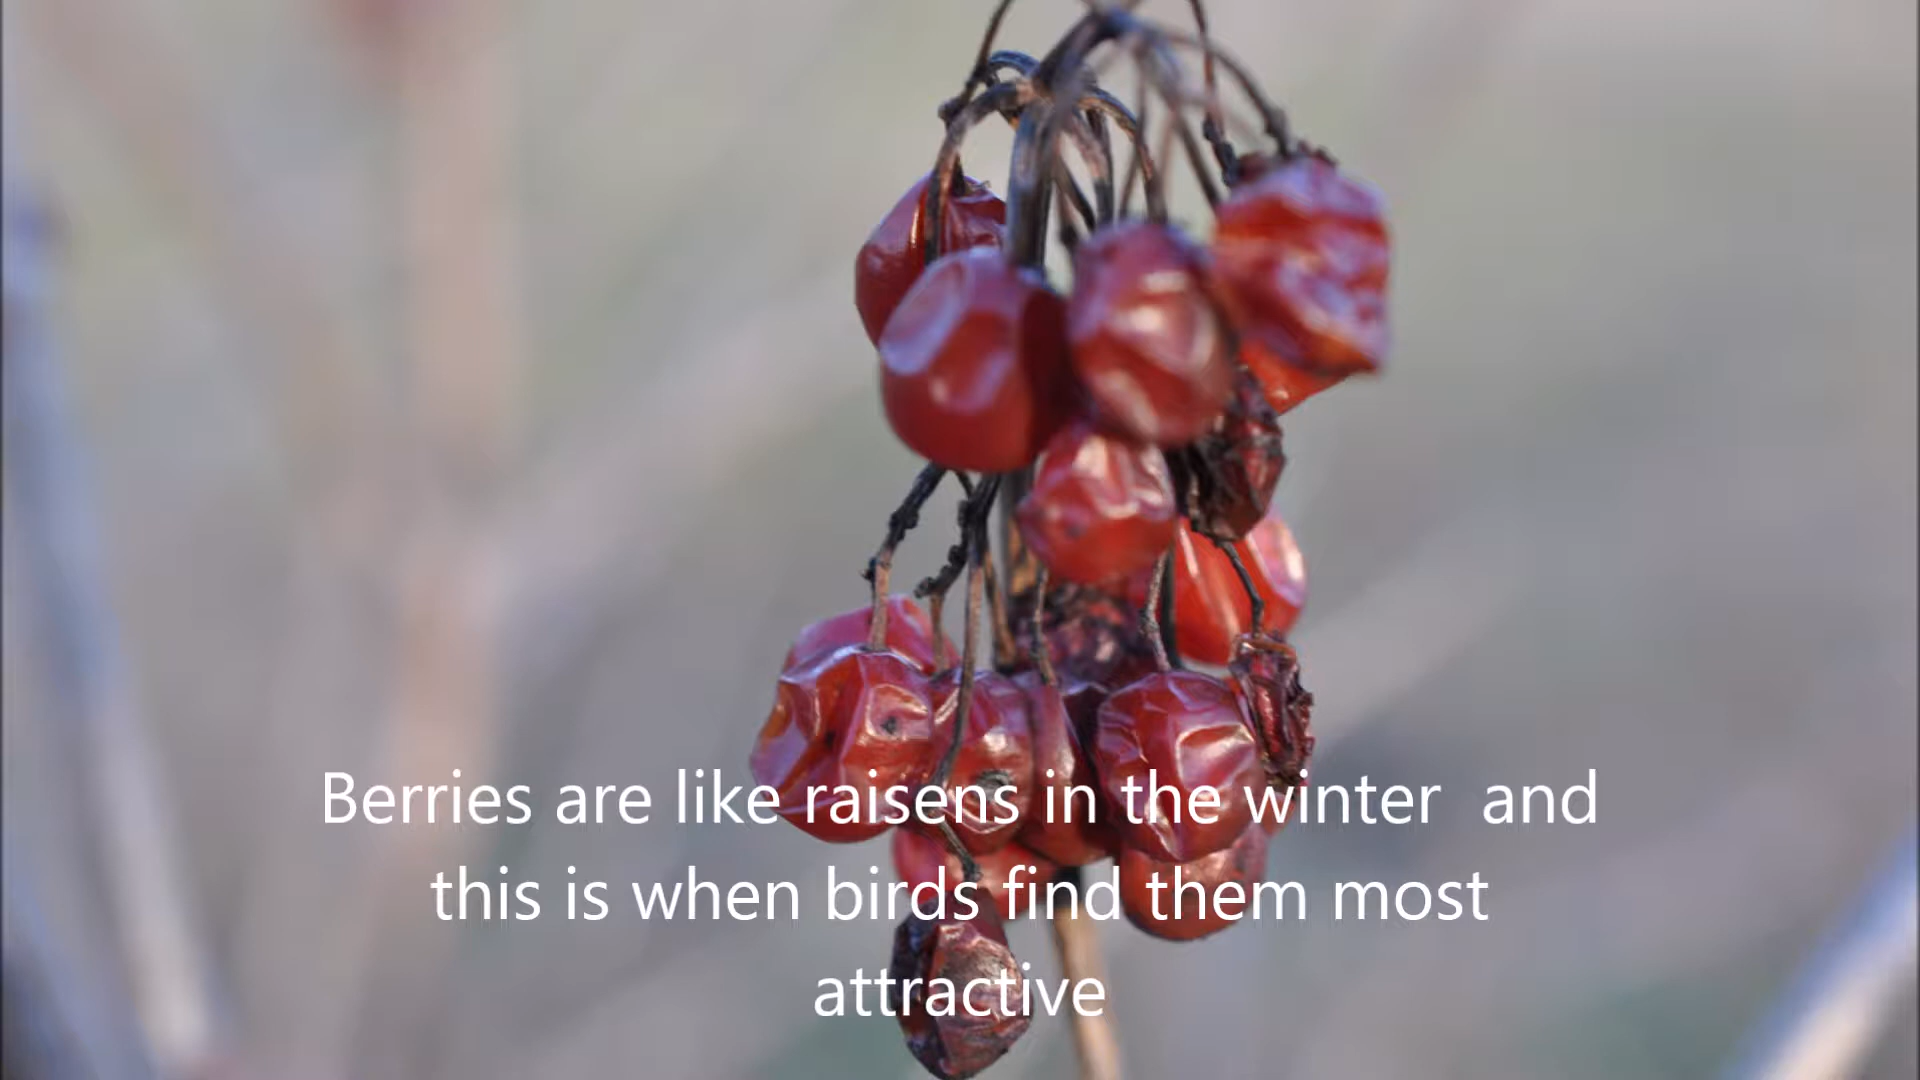 Berries are like raisens in the winter  and
this is when birds find them most
attractive